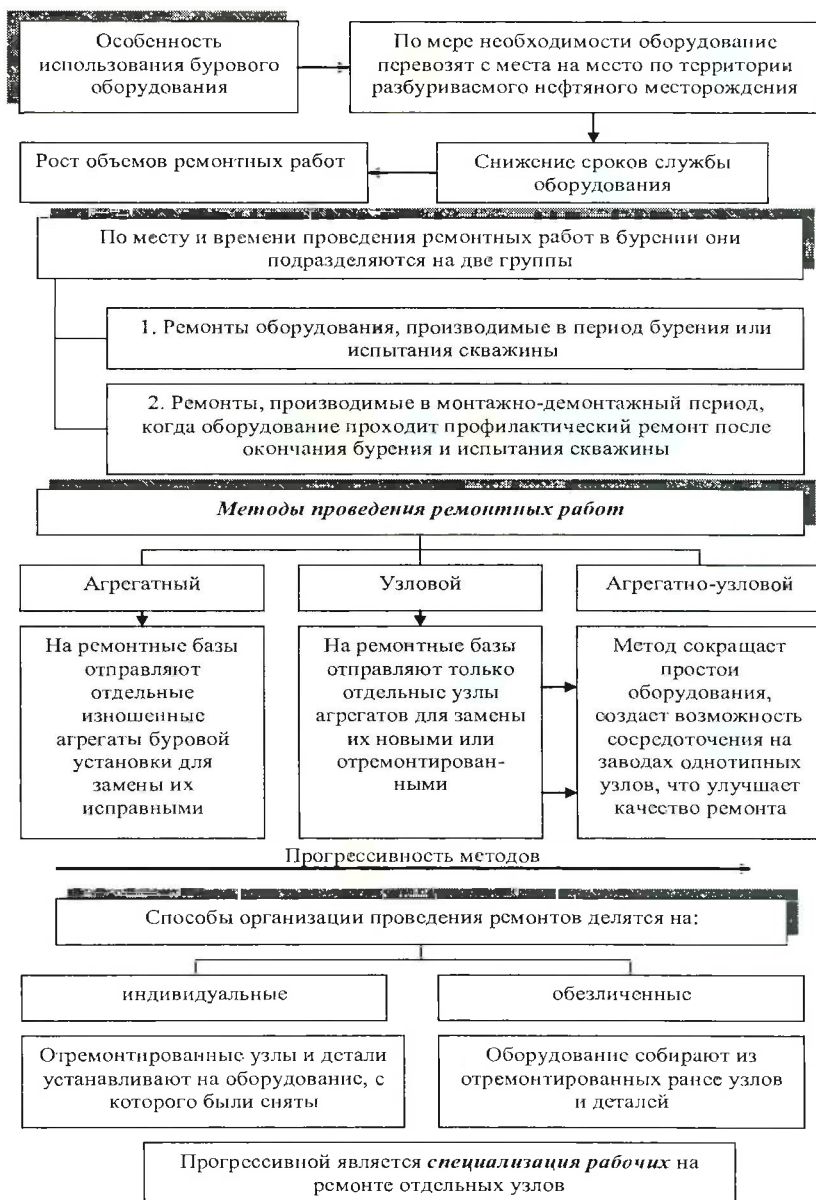 Особенность
использования бурового
оборудования
По мере необходимости оборудование
перевозят с места на место по территории
разбуриваемого нефтяного месторождения
Рост объемов ремонтных работ
Снижение сроков службы
оборудования
По месту и времени проведения ремонтных работ в бурении они
подразделяются на две группы
1. Ремонты оборудования, производимые в период бурения или
испытания скважины
2. Ремонты, производимые в монтажно-демонтажный период,
когда оборудование проходит профилактический ремонт после
окончания бурения и испытания скважины
Методы проведения ремонтных работ
Агрегатный
Узловой
Агрегатно-узловой
На ремонтные базы
отправляют
отдельные
изношенные
агрегаты буровой
установки для
замены их
исправными
На ремонтные базы
отправляют только
отдельные узлы
агрегатов для замены
их новыми или
отремонтирован-
ными
Метод сокращает
простои
оборудования,
создает возможность
сосредоточения на
заводах однотипных
узлов, что улучшает
качество ремонта
Прогрессивность методов
Способы организации проведения ремонтов делятся на:
индивидуальные
обезличенные
Отремонтированные узлы и детали
устанавливают на оборудование, с
которого были сняты
Оборудование собирают из
отремонтированных ранее узлов
и деталей
Прогрессивной является специализация рабочих на
ремонте отдельных узлов